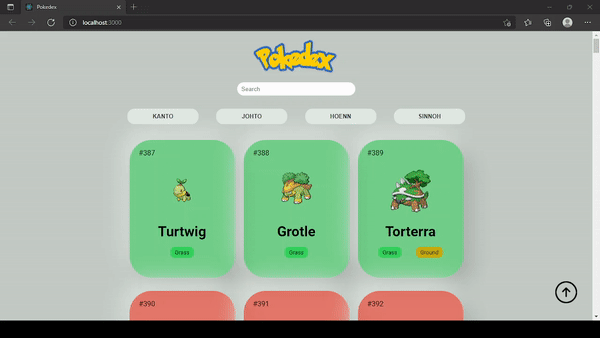 Pokedex
localhost:3000
Pokedex
Search
KANTO JOHTO HOENN SINNOH
#387 #388 #389
Turtwig Grotle Torterra
Grass Grass Grass Ground
#390 #391 #392